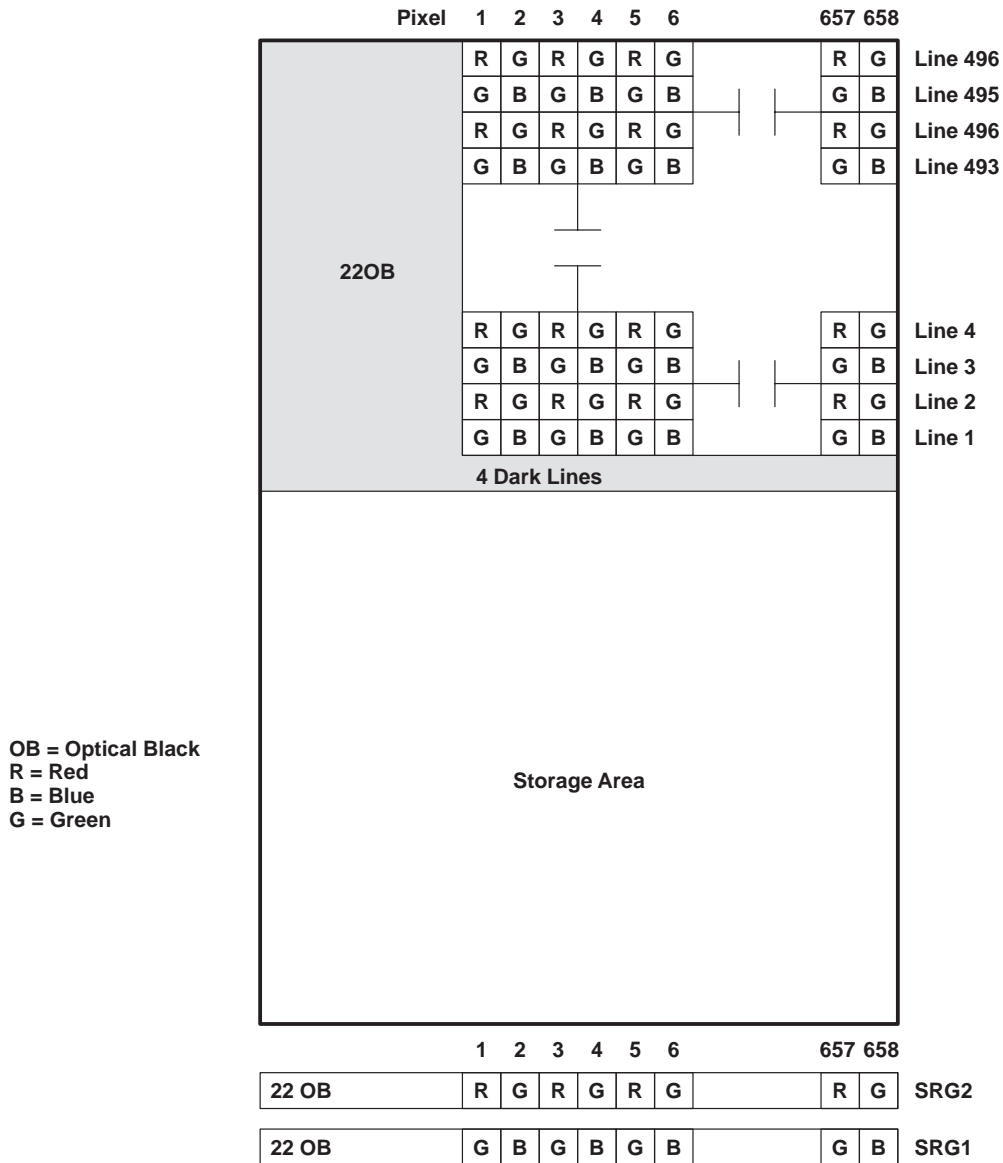 Pixel 1 2 3 4 5 6 657 658
R G R G R G R G Line 496
G B G B G B G B Line 495
R G R G R G R G Line 496
G B G B G B G B Line 493
22OB
R G R G R G R G Line 4
G B G B G B G B Line 3
R G R G R G R G Line 2
G B G B G B G B Line 1
4 Dark Lines
OB = Optical Black
R = Red
B = Blue
G = Green
Storage Area
1 2 3 4 5 6 657 658
22 OB R G R G R G R G SRG2
22 OB G B G B G B G B SRG1